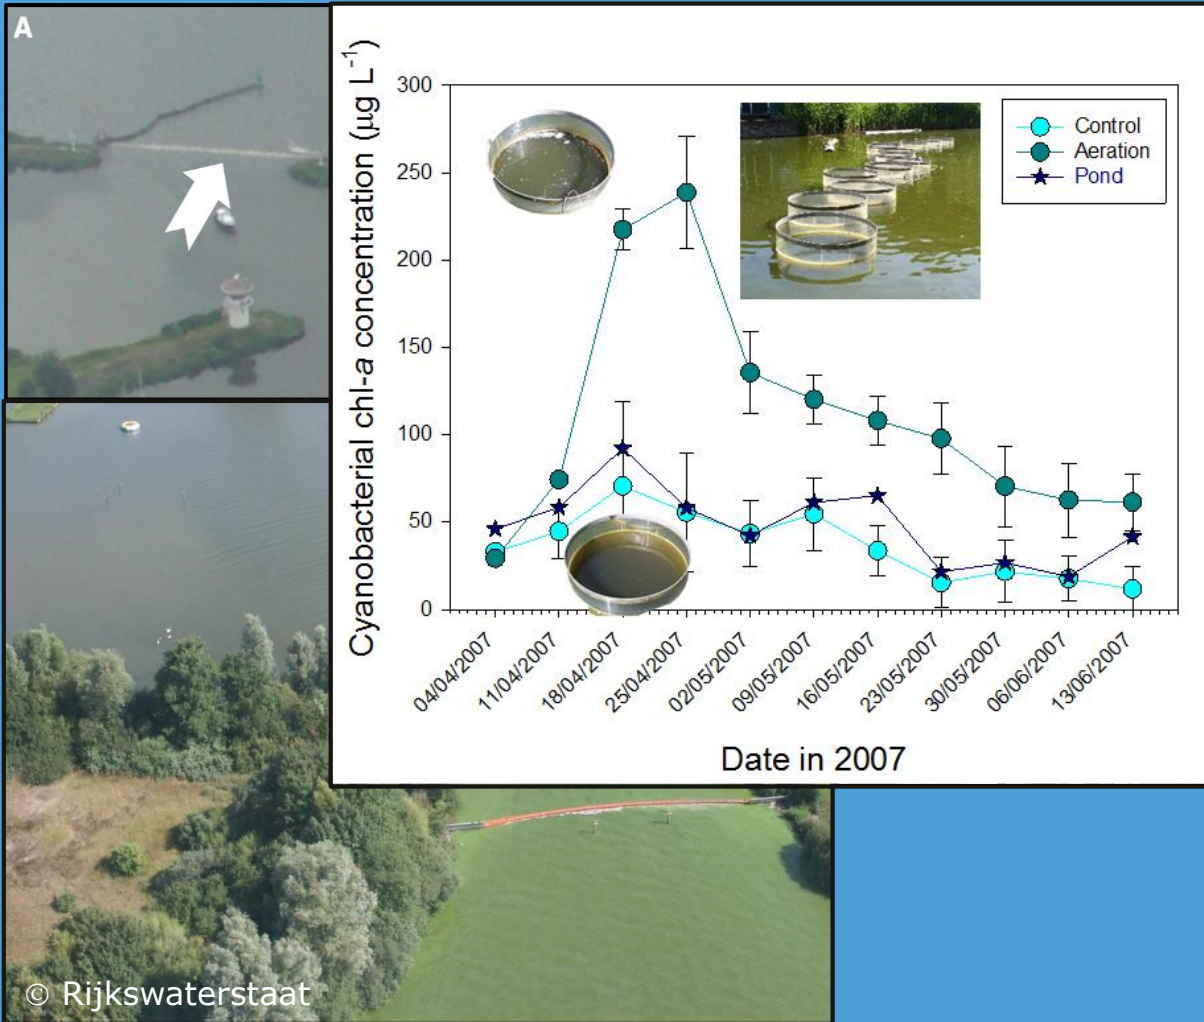 A
Cyanobacterial chl-a concentration (µg L⁻¹)
300
250
200
150
100
50
0
Control
Aeration
Pond
04/04/2007
11/04/2007
18/04/2007
25/04/2007
02/05/2007
09/05/2007
16/05/2007
23/05/2007
30/05/2007
06/06/2007
13/06/2007
Date in 2007
© Rijkswaterstaat